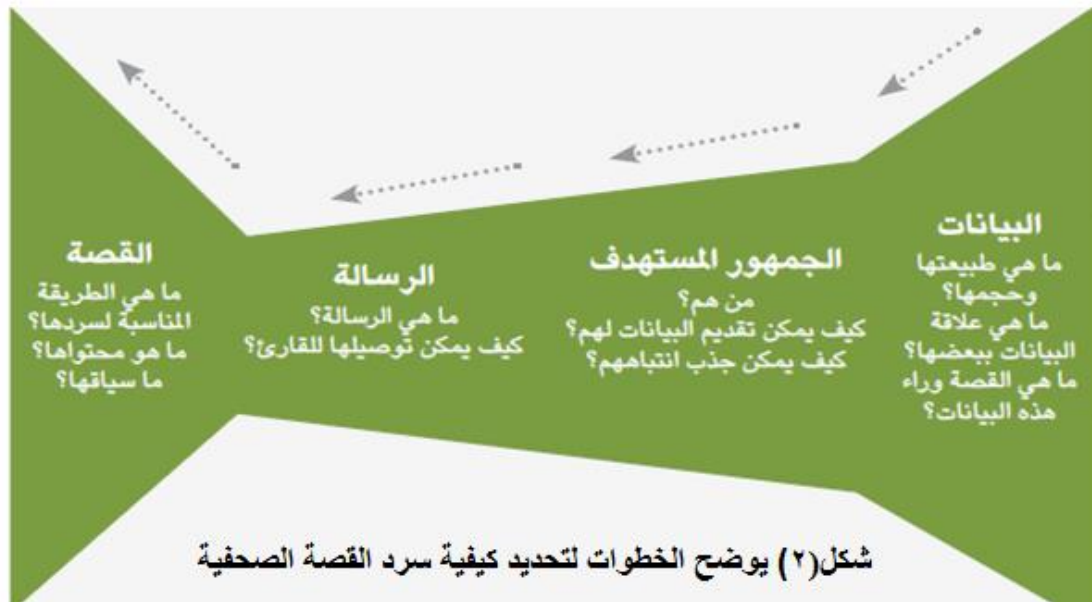 البيانات
ما هي طبيعتها
وحجمها؟
ما هي علاقة
البيانات ببعضها؟
ما هي القصة وراء
هذه البيانات؟
الجمهور المستهدف
من هم؟
كيف يمكن تقديم البيانات لهم؟
كيف يمكن جذب انتباههم؟
الرسالة
ما هي الرسالة؟
كيف يمكن توصيلها للقارئ؟
القصة
ما هي الطريقة
المناسبة لسردها؟
ما هو محتواها؟
ما سياقها؟
شكل(٢) يوضح الخطوات لتحديد كيفية سرد القصة الصحفية